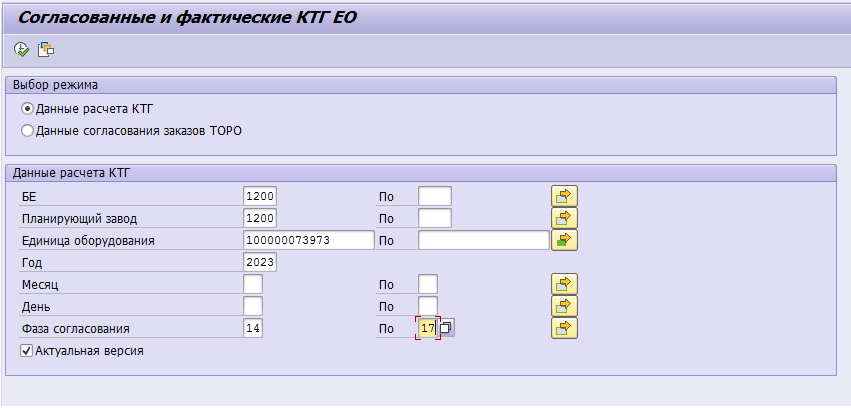 Согласованные и фактические КТГ ЕО
Выбор режима
Данные расчета КТГ
Данные согласования заказов ТОРО
Данные расчета КТГ
БЕ 1200 По
Планирующий завод 1200 По
Единица оборудования 100000073973 По
Год 2023
Месяц По
День По
Фаза согласования 14 По 17
Актуальная версия